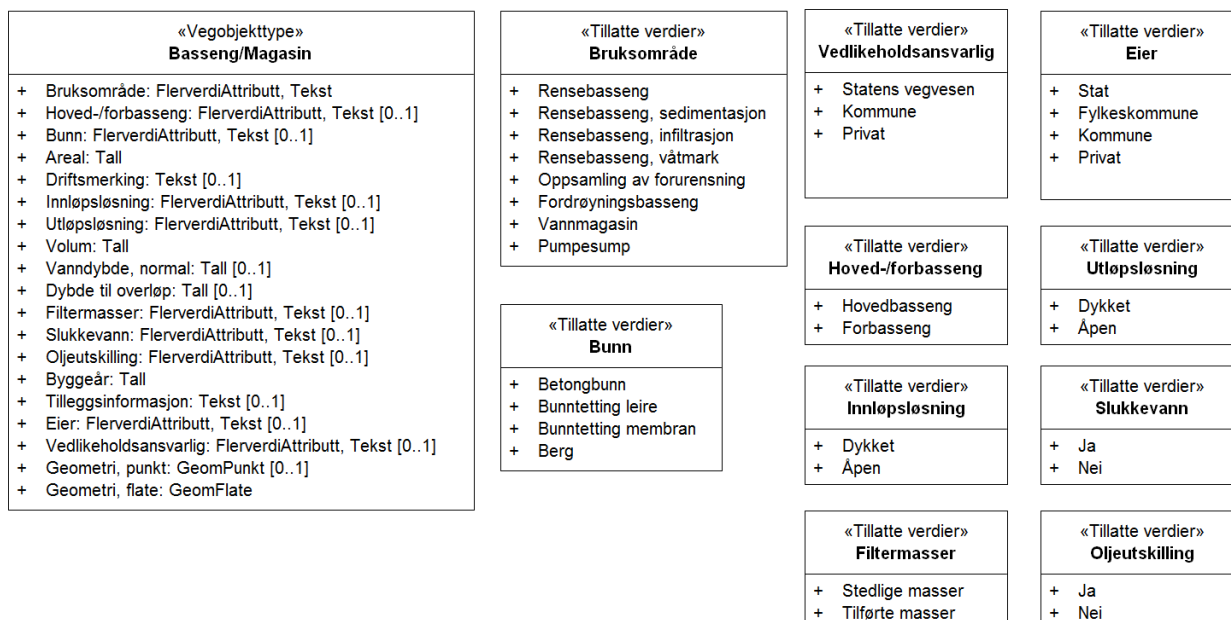 «Vegobjekttype»
Basseng/Magasin
+ Bruksområde: FlerverdiAttributt, Tekst
+ Hoved-/forbasseng: FlerverdiAttributt, Tekst [0..1]
+ Bunn: FlerverdiAttributt, Tekst [0..1]
+ Areal: Tall
+ Driftsmerking: Tekst [0..1]
+ Innløpsløsning: FlerverdiAttributt, Tekst [0..1]
+ Utløpsløsning: FlerverdiAttributt, Tekst [0..1]
+ Volum: Tall
+ Vanndybde, normal: Tall [0..1]
+ Dybde til overløp: Tall [0..1]
+ Filtermasser: FlerverdiAttributt, Tekst [0..1]
+ Slukkevann: FlerverdiAttributt, Tekst [0..1]
+ Oljeutskilling: FlerverdiAttributt, Tekst [0..1]
+ Byggeår: Tall
+ Tilleggsinformasjon: Tekst [0..1]
+ Eier: FlerverdiAttributt, Tekst [0..1]
+ Vedlikeholdsansvarlig: FlerverdiAttributt, Tekst [0..1]
+ Geometri, punkt: GeomPunkt [0..1]
+ Geometri, flate: GeomFlate
«Tillatte verdier»
Bruksområde
+ Rensebasseng
+ Rensebasseng, sedimentasjon
+ Rensebasseng, infiltrasjon
+ Rensebasseng, våtmark
+ Oppsamling av forurensning
+ Fordrøyningsbasseng
+ Vannmagasin
+ Pumpesump
«Tillatte verdier»
Bunn
+ Betongbunn
+ Bunntetting leire
+ Bunntetting membran
+ Berg
«Tillatte verdier»
Vedlikeholdsansvarlig
+ Statens vegvesen
+ Kommune
+ Privat
«Tillatte verdier»
Eier
+ Stat
+ Fylkeskommune
+ Kommune
+ Privat
«Tillatte verdier»
Hoved-/forbasseng
+ Hovedbasseng
+ Forbasseng
«Tillatte verdier»
Utløpsløsning
+ Dykket
+ Åpen
«Tillatte verdier»
Innløpsløsning
+ Dykket
+ Åpen
«Tillatte verdier»
Slukkevann
+ Ja
+ Nei
«Tillatte verdier»
Filtermasser
+ Stedlige masser
+ Tilførte masser
«Tillatte verdier»
Oljeutskilling
+ Ja
+ Nei